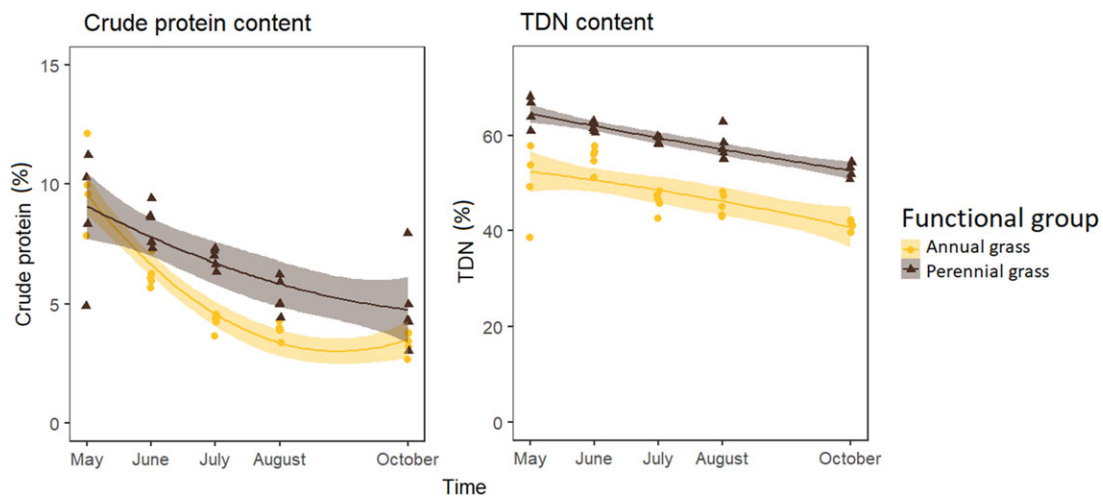 Crude protein content
TDN content
Crude protein (%)
15
10
5
0
May June July August October
TDN (%)
60
40
20
0
May June July August October
Time
Functional group
Annual grass
Perennial grass